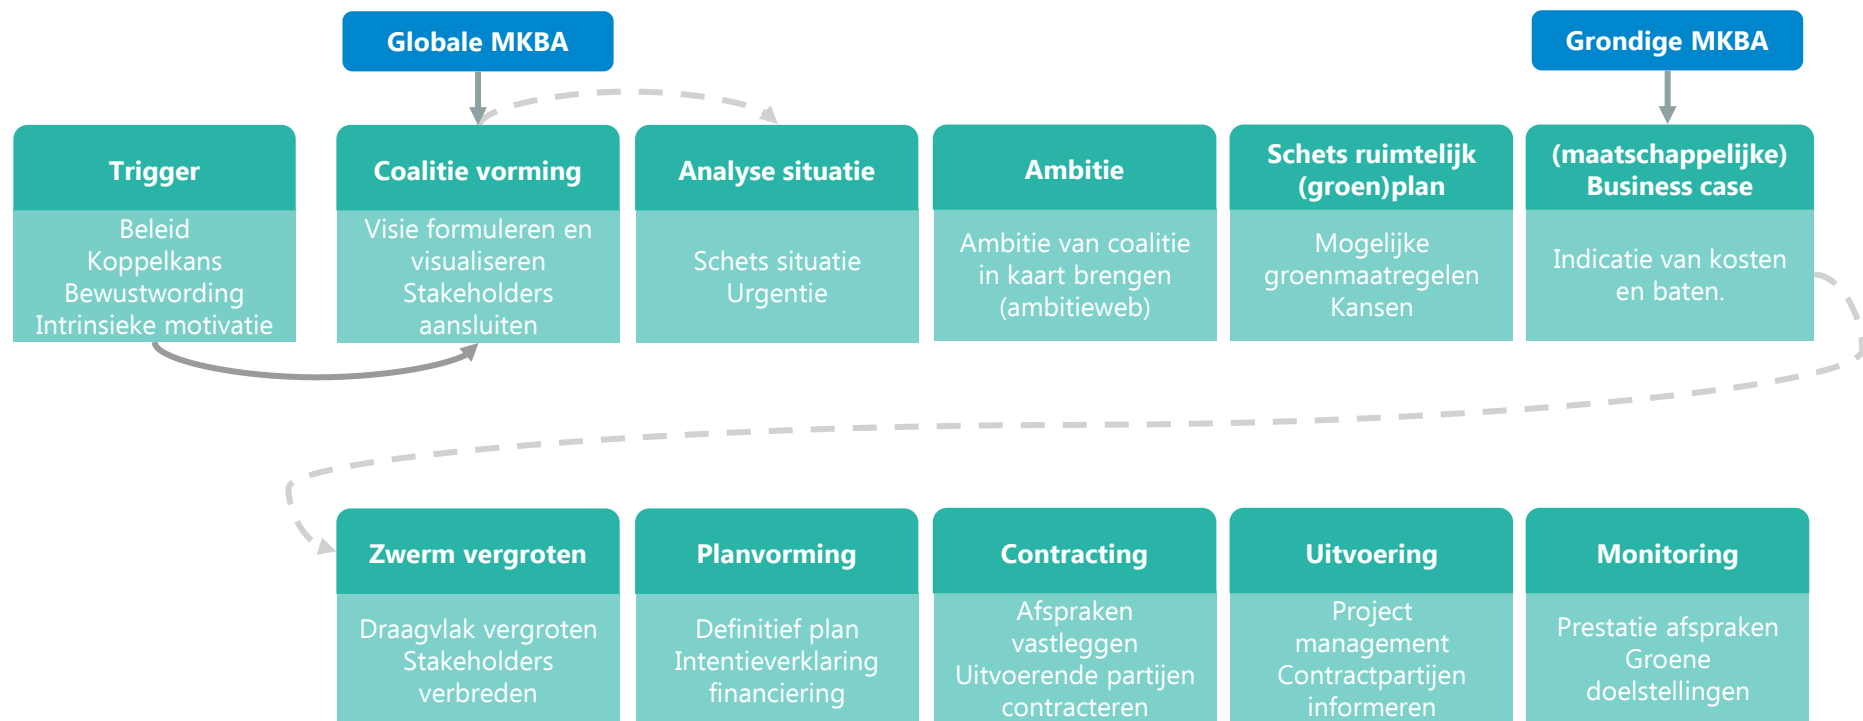 Globale MKBA
Grondige MKBA
Trigger
Beleid
Koppelkans
Bewustwording
Intrinsieke motivatie
Coalitie vorming
Visie formuleren en
visualiseren
Stakeholders
aansluiten
Analyse situatie
Schets situatie
Urgentie
Ambitie
Ambitie van coalitie
in kaart brengen
(ambitieweb)
Schets ruimtelijk
(groen)plan
Mogelijke
groenmaatregelen
Kansen
(maatschappelijke)
Business case
Indicatie van kosten
en baten.
Zwerm vergroten
Draagvlak vergroten
Stakeholders
verbreden
Planvorming
Definitief plan
Intentieverklaring
financiering
Contracting
Afspraken
vastleggen
Uitvoerende partijen
contracteren
Uitvoering
Project
management
Contractpartijen
informeren
Monitoring
Prestatie afspraken
Groene
doelstellingen